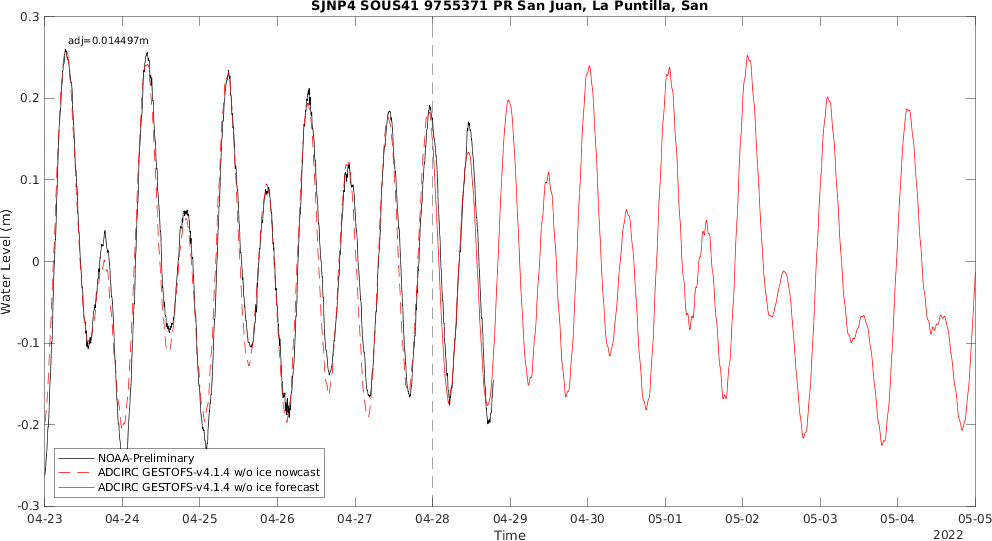 SJNP4 SOUS41 9755371 PR San Juan, La Puntilla, San
adj=0.014497m
0.3
0.2
0.1
0
-0.1
-0.2
-0.3
Water Level (m)
NOAA-Preliminary
ADCIRC GESTOFS-v4.1.4 w/o ice nowcast
ADCIRC GESTOFS-v4.1.4 w/o ice forecast
04-23 04-24 04-25 04-26 04-27 04-28 04-29 04-30 05-01 05-02 05-03 05-04 05-05
Time
2022